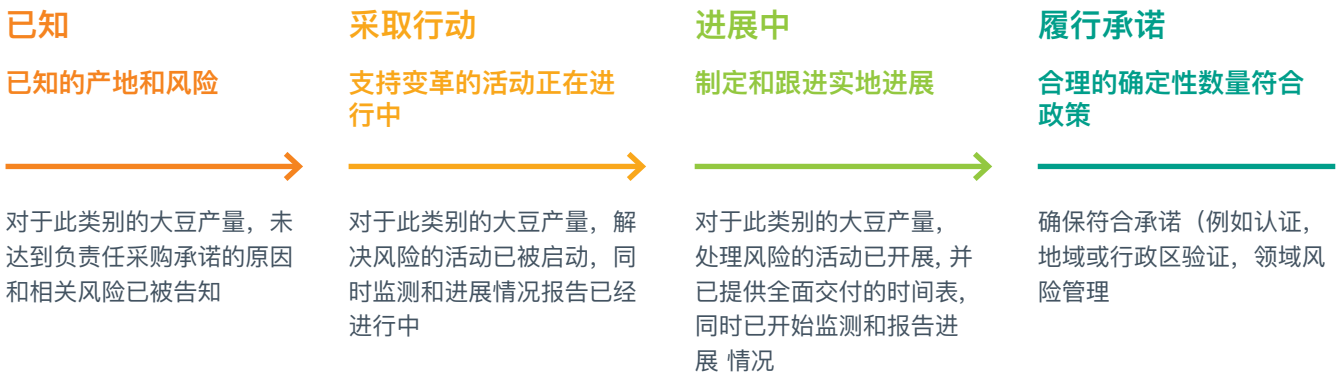 已知
已知的产地和风险
对于此类别的大豆产量，未
达到负责任采购承诺的原因
和相关风险已被告知
采取行动
支持变革的活动正在进
行中
对于此类别的大豆产量，解
决风险的活动已被启动，同
时监测和进展情况报告已经
进行中
进展中
制定和跟进实地进展
对于此类别的大豆产量，
处理风险的活动已开展, 并
已提供全面交付的时间表,
同时已开始监测和报告进
展 情况
履行承诺
合理的确定性数量符合
政策
确保符合承诺（例如认证，
地域或行政区验证，领域风
险管理